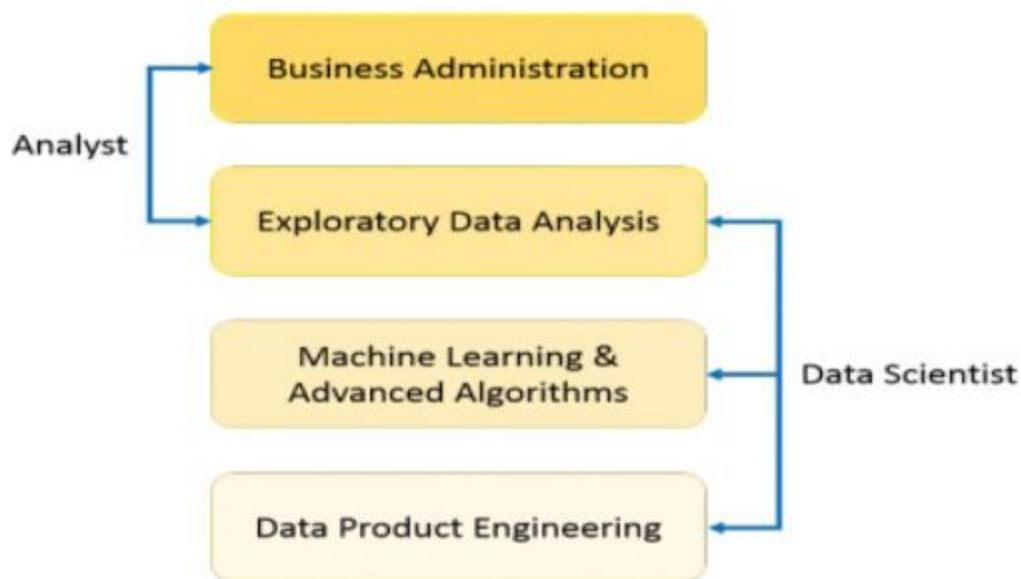 Business Administration
Analyst
Exploratory Data Analysis
Machine Learning &
Advanced Algorithms
Data Scientist
Data Product Engineering